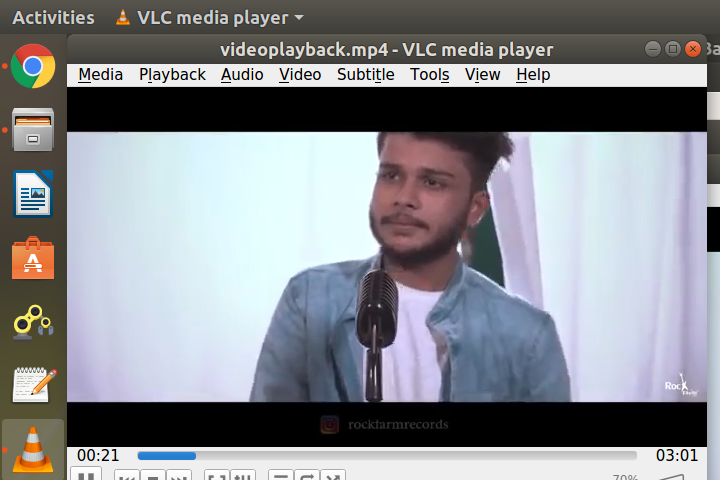 Activities VLC media player
videoplayback.mp4 - VLC media player
Media Playback Audio Video Subtitle Tools View Help
Rock
rockfarmrecords
00:21 03:01
70%